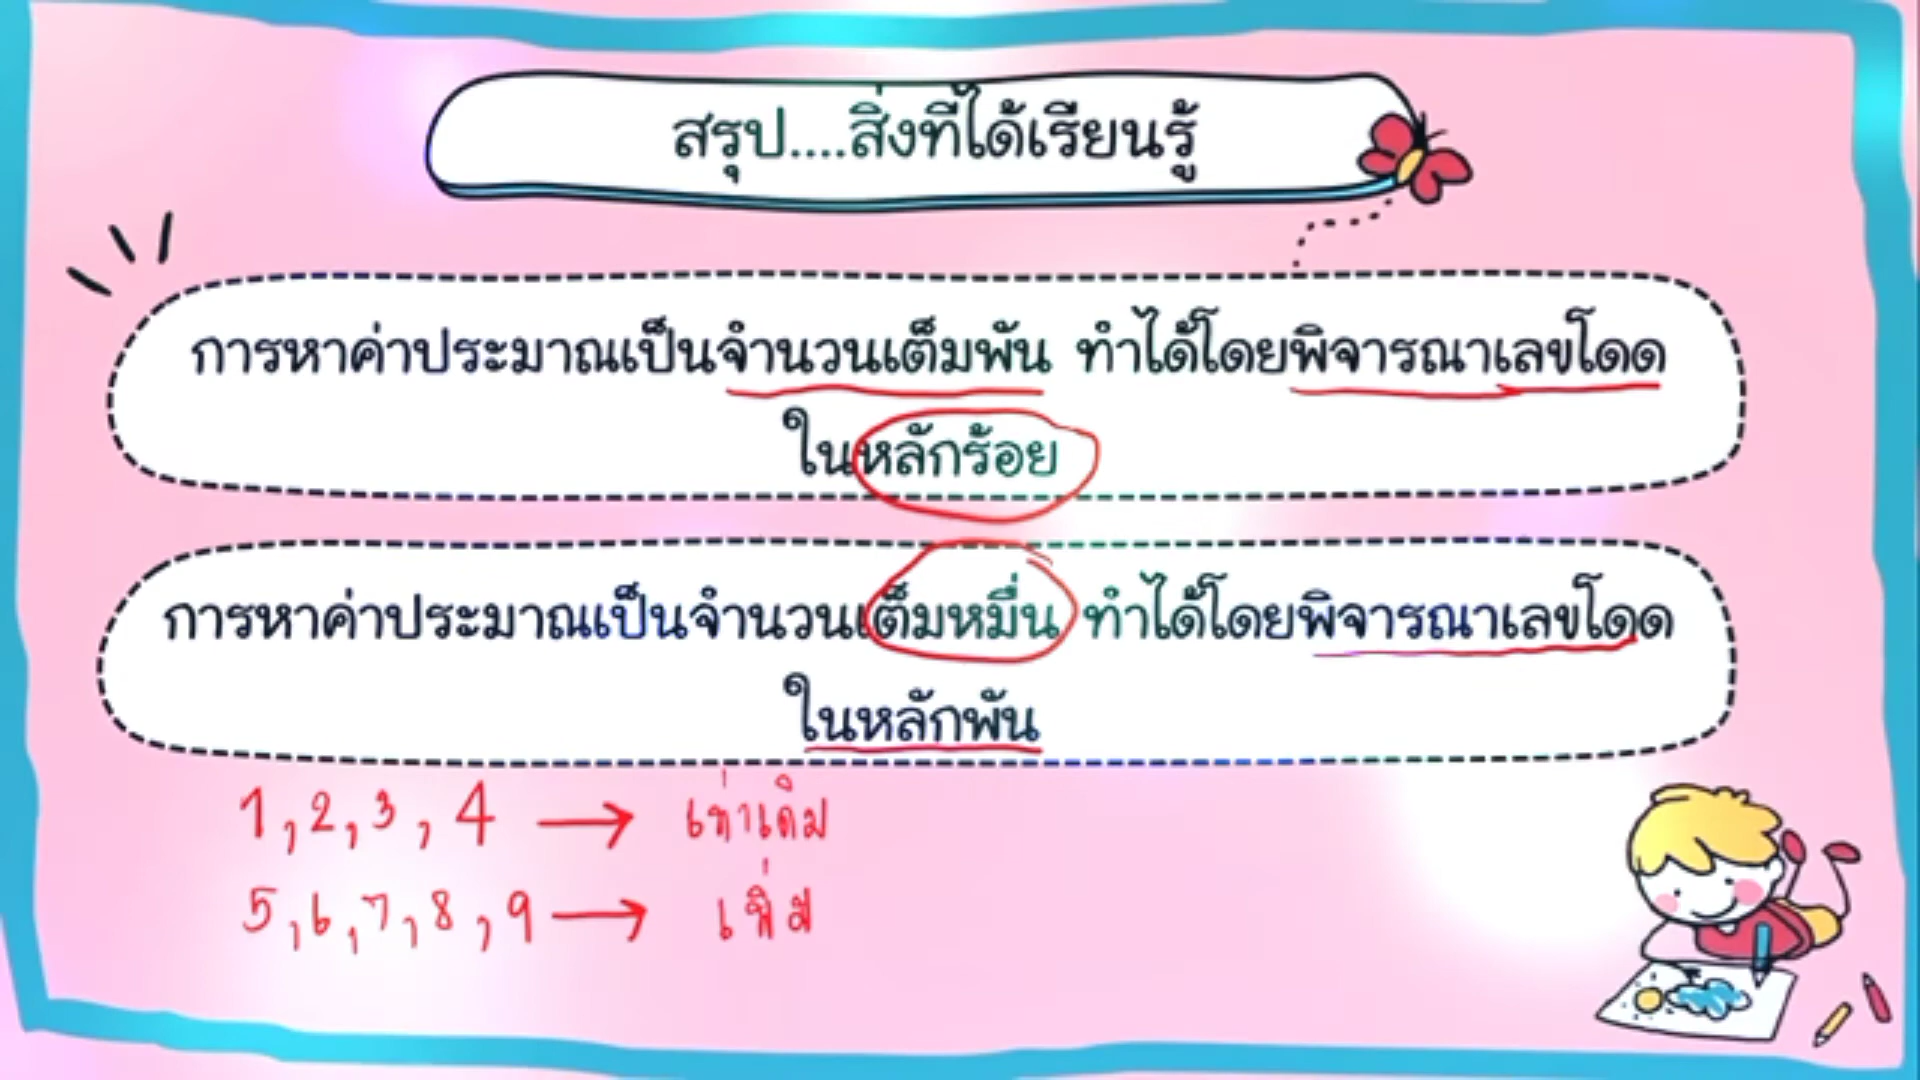 สรุป....สิ่งที่ได้เรียนรู้
การหาค่าประมาณเป็นจำนวนเต็มพัน ทำได้โดยพิจารณาเลขโดด
ในหลักร้อย
การหาค่าประมาณเป็นจำนวนเต็มหมื่น ทำได้โดยพิจารณาเลขโดด
ในหลักพัน
1,2,3,4 → เท่าเดิม
5,6,7,8,9 → เพิ่ม